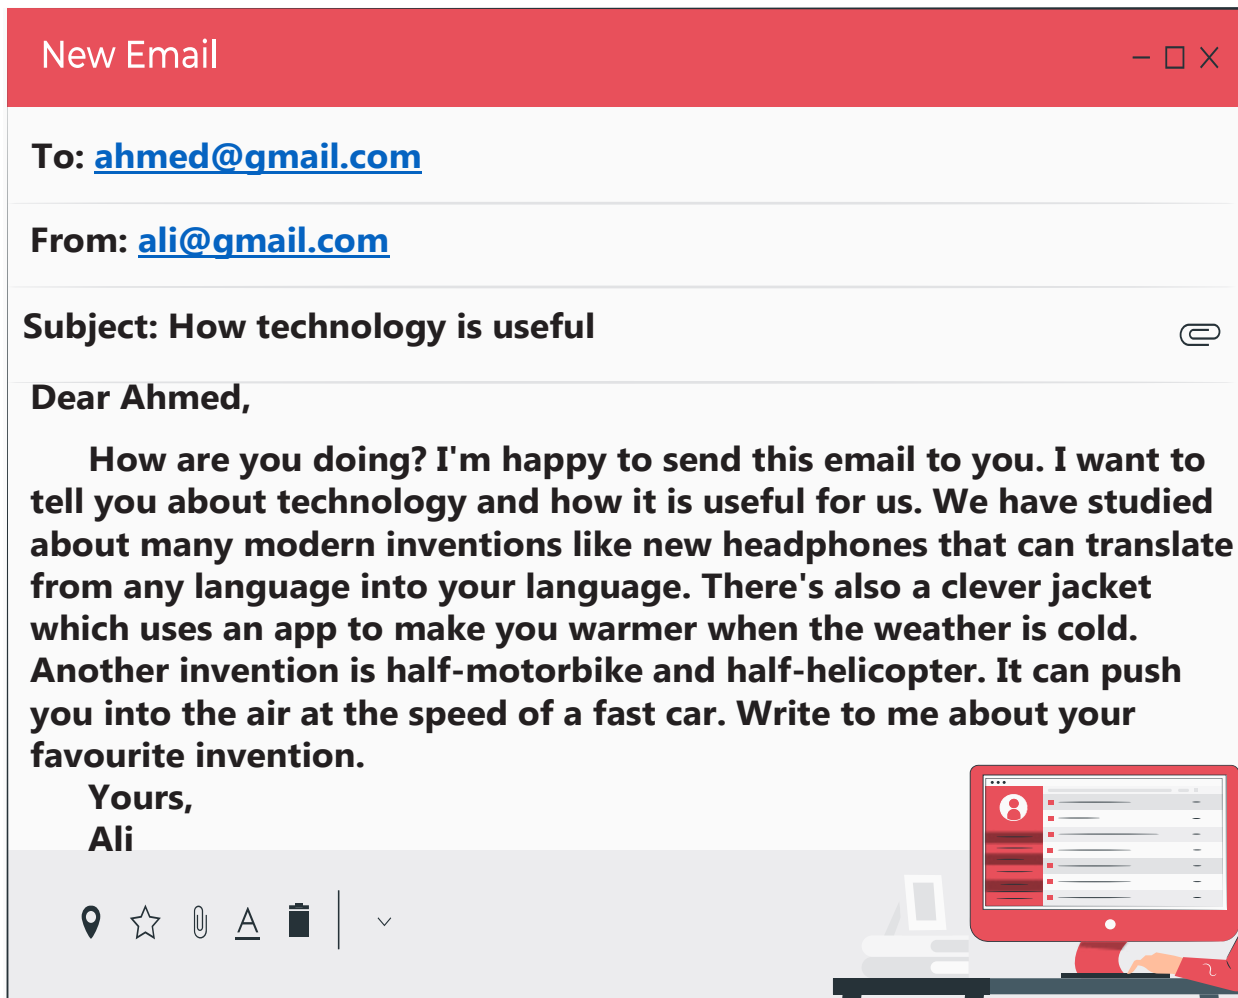 New Email
To: ahmed@gmail.com
From: ali@gmail.com
Subject: How technology is useful
Dear Ahmed,
How are you doing? I'm happy to send this email to you. I want to
tell you about technology and how it is useful for us. We have studied
about many modern inventions like new headphones that can translate
from any language into your language. There's also a clever jacket
which uses an app to make you warmer when the weather is cold.
Another invention is half-motorbike and half-helicopter. It can push
you into the air at the speed of a fast car. Write to me about your
favourite invention.
Yours,
Ali
A